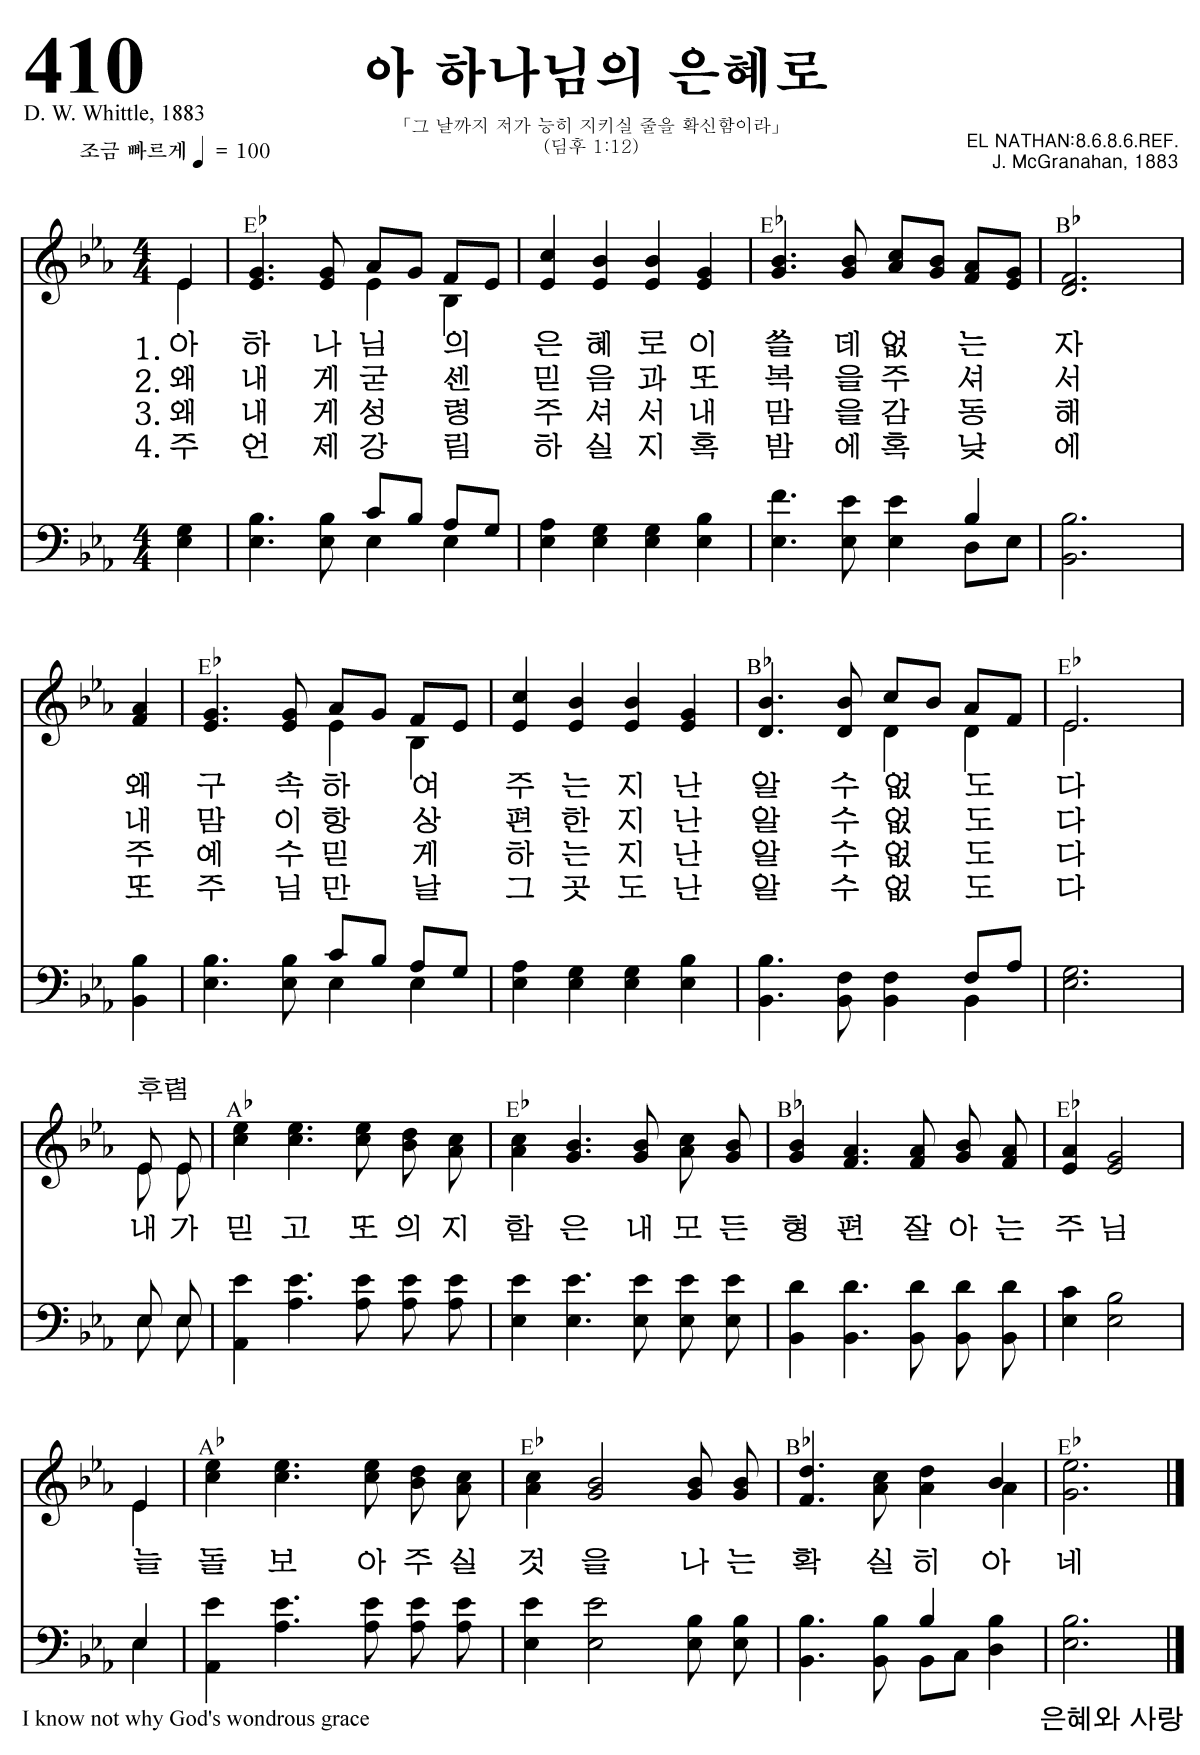 410
아 하나님의 은혜로
D. W. Whittle, 1883
「그 날까지 저가 능히 지키실 줄을 확신함이라」
(딤후 1:12)
조금 빠르게 ♩ = 100
EL NATHAN:8.6.8.6.REF.
J. McGranahan, 1883
E♭ E♭ B♭
4 4
1. 아 하 나 님 의 은 혜 로 이 쓸 데 없 는 자
2. 왜 내 게 굳 센 믿 음 과 또 복 을 주 셔 서
3. 왜 내 게 성 령 주 셔 서 내 맘 을 감 동 해
4. 주 언 제 강 림 하 실 지 혹 밤 에 혹 낮 에
4 4
E♭ B♭ E♭
왜 구 속 하 여 주 는 지 난 알 수 없 도 다
내 맘 이 항 상 편 한 지 난 알 수 없 도 다
주 예 수 믿 게 하 는 지 난 알 수 없 도 다
또 주 님 만 날 그 곳 도 난 알 수 없 도 다
후렴
A♭ E♭ B♭ E♭
내 가 믿 고 또 의 지 함 은 내 모 든 형 편 잘 아 는 주 님
A♭ E♭ B♭ E♭
늘 돌 보 아 주 실 것 을 나 는 확 실 히 아 네
I know not why God's wondrous grace
은혜와 사랑